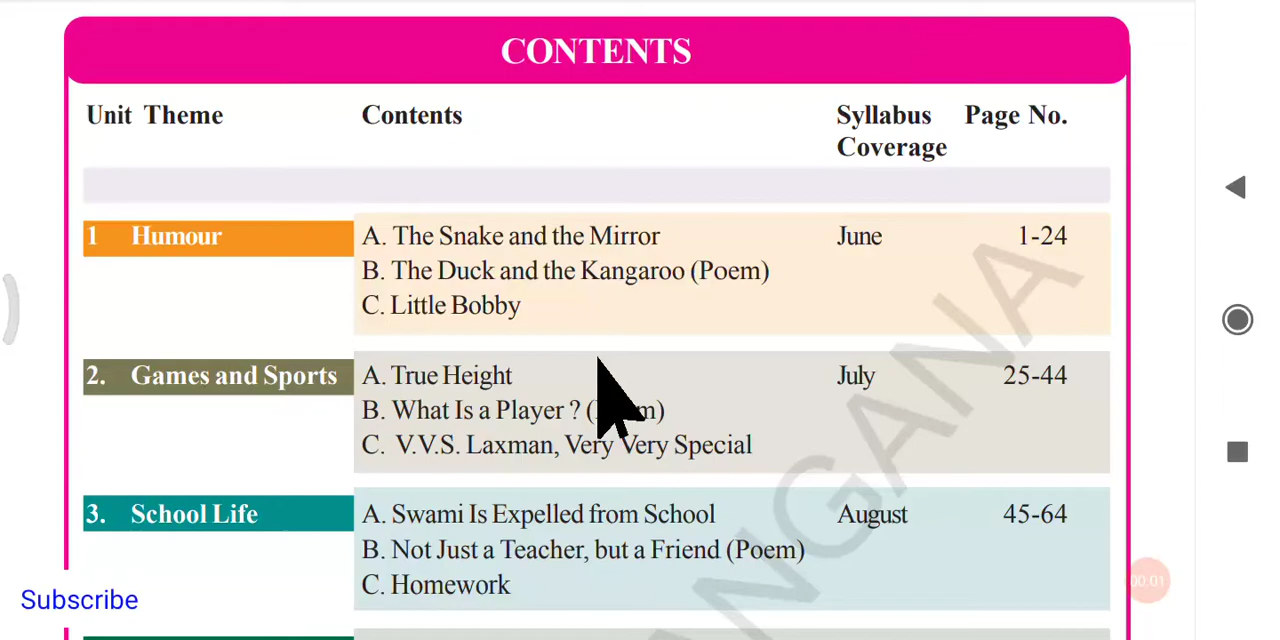 CONTENTS
Unit Theme Contents Syllabus Coverage Page No.
1 Humour A. The Snake and the Mirror June 1-24
B. The Duck and the Kangaroo (Poem)
C. Little Bobby
2. Games and Sports A. True Height July 25-44
B. What Is a Player ? ( m)
C. V.V.S. Laxman, Very Very Special
3. School Life A. Swami Is Expelled from School August 45-64
B. Not Just a Teacher, but a Friend (Poem)
C. Homework
Subscribe
00:01